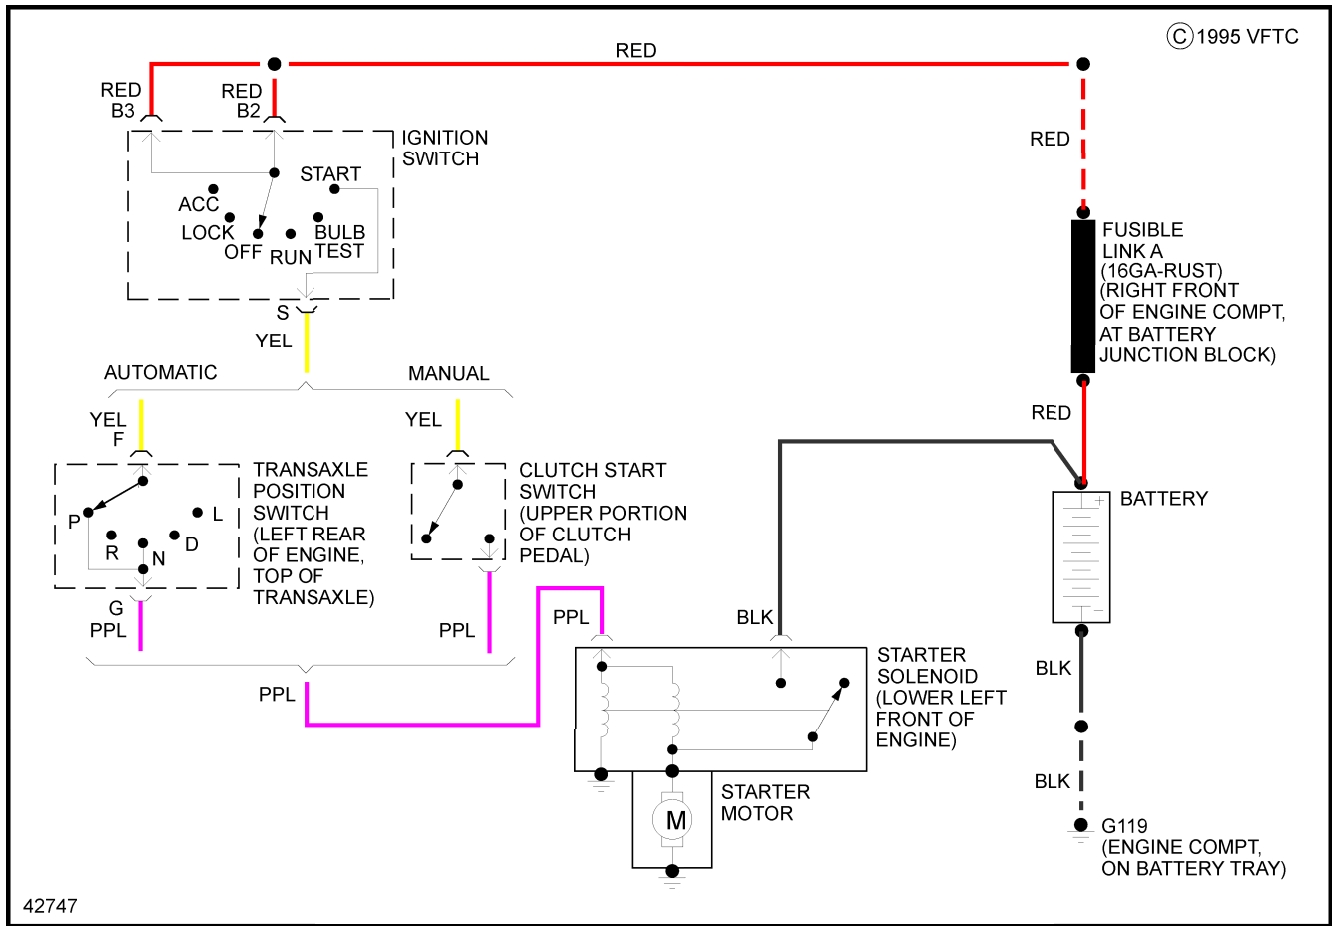 © 1995 VFTC
RED
RED
B3
RED
B2
IGNITION
SWITCH
START
ACC
LOCK
OFF
RUN
BULB
TEST
S
YEL
RED
FUSIBLE
LINK A
(16GA-RUST)
(RIGHT FRONT
OF ENGINE COMPT,
AT BATTERY
JUNCTION BLOCK)
RED
AUTOMATIC
MANUAL
YEL
F
YEL
TRANSAXLE
POSITION
SWITCH
(LEFT REAR
OF ENGINE,
TOP OF
TRANSAXLE)
P
R
N
D
L
G
PPL
CLUTCH START
SWITCH
(UPPER PORTION
OF CLUTCH
PEDAL)
PPL
PPL
PPL
BLK
+
BATTERY
-
STARTER
SOLENOID
(LOWER LEFT
FRONT OF
ENGINE)
M
STARTER
MOTOR
BLK
BLK
G119
(ENGINE COMPT,
ON BATTERY TRAY)
42747